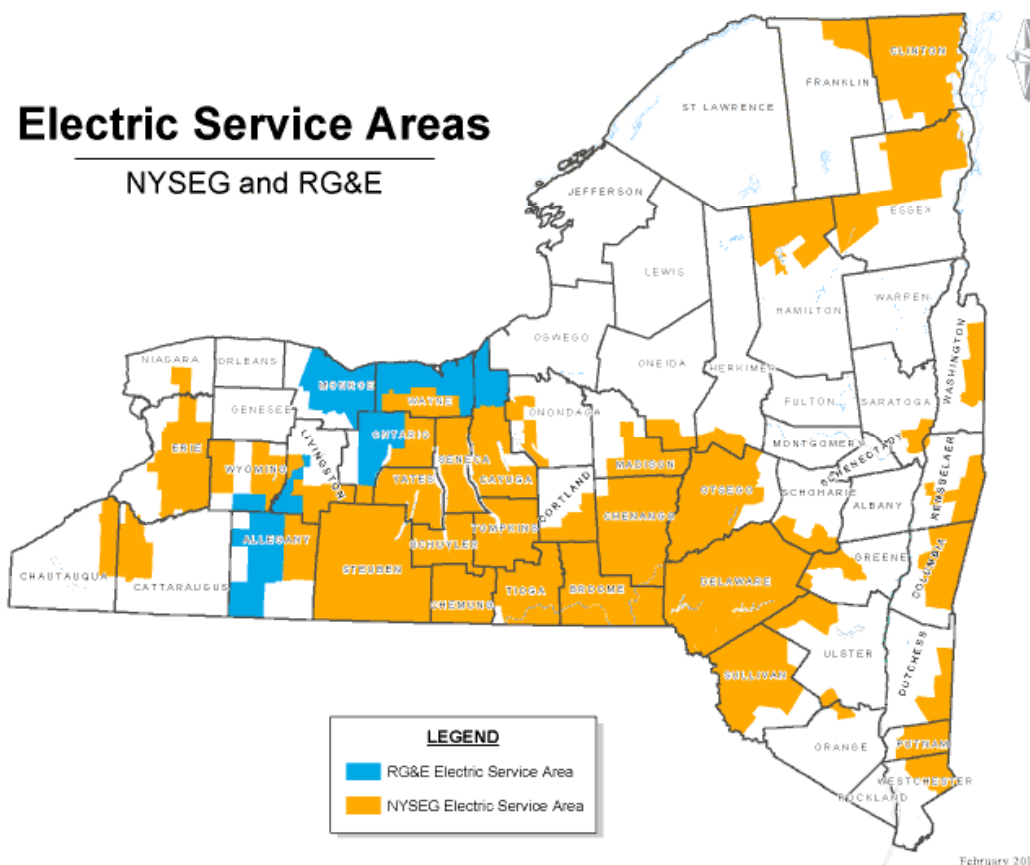 Electric Service Areas
NYSEG and RG&E
CLINTON
FRANKLIN
ST LAWRENCE
JEFFERSON
ESSEX
LEWIS
HAMILTON
WARREN
OSWEGO
ONEIDA
HERKIMER
WASHINGTON
NIAGARA
ORLEANS
MONROE
WAYNE
ONONDAGA
FULTON
SARATOGA
GENESEE
LIVINGSTON
ONTARIO
MONTGOMERY
SCHENECTADY
ERIE
WYOMING
SENECA
CAYUGA
MADISON
OTSEGO
RENSSELAER
YATES
CORTLAND
SCHOHARIE
ALBANY
CHENANGO
TOMPKINS
ALLEGANY
SCHUYLER
GREENE
COLUMBIA
CHAUTAUQUA
CATTARAUGUS
STEUBEN
CHEMUNG
TIOGA
BROOME
DELAWARE
ULSTER
DUTCHESS
SULLIVAN
ORANGE
PUTNAM
WESTCHESTER
ROCKLAND
LEGEND
RG&E Electric Service Area
NYSEG Electric Service Area